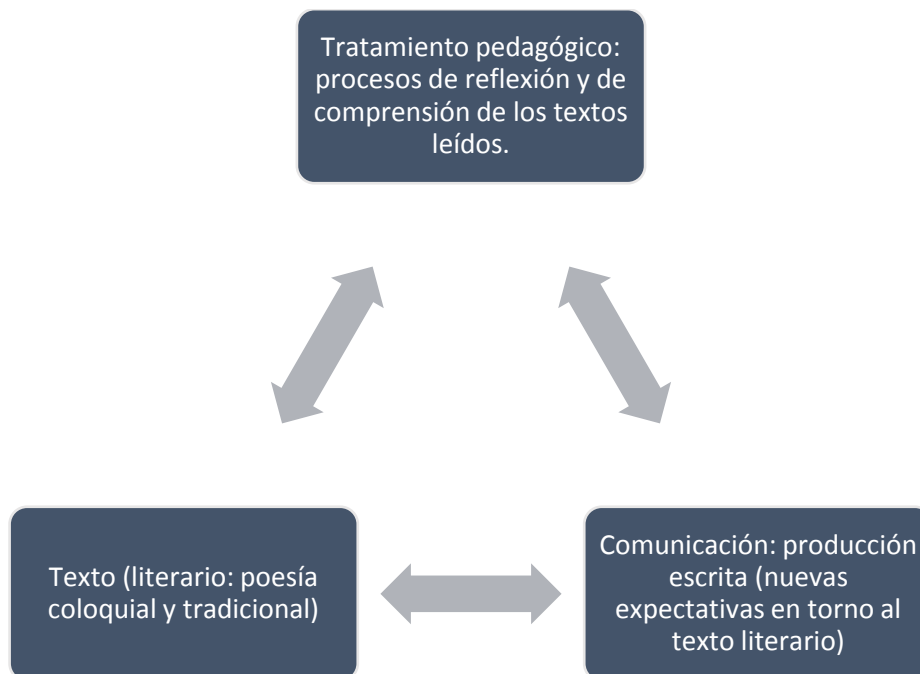 Tratamiento pedagógico:
procesos de reflexión y de
comprensión de los textos
leídos.
Texto (literario: poesía
coloquial y tradicional)
Comunicación: producción
escrita (nuevas
expectativas en torno al
texto literario)